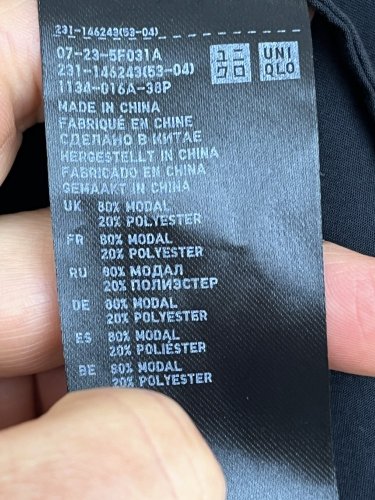 231-146243(53-04)
07-23-5F031A
231-146243(53-04)
1134-016A-38P
ユニ
クロ
UNI
QLO
MADE IN CHINA
FABRIQUÉ EN CHINE
СДЕЛАНО В КИТАЕ
HERGESTELLT IN CHINA
FABRICADO EN CHINA
GEMAAKT IN CHINA
UK 80% MODAL
20% POLYESTER
FR 80% MODAL
20% POLYESTER
RU 80% МОДАЛ
20% ПОЛИЭСТЕР
DE 80% MODAL
20% POLYESTER
ES 80% MODAL
20% POLIÉSTER
BE 80% MODAL
20% POLYESTER